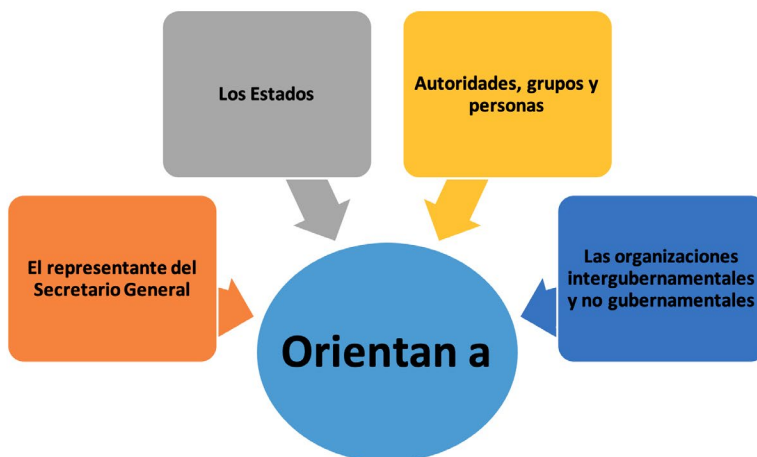 Los Estados
Autoridades, grupos y
personas
El representante del
Secretario General
Las organizaciones
intergubernamentales
y no gubernamentales
Orientan a